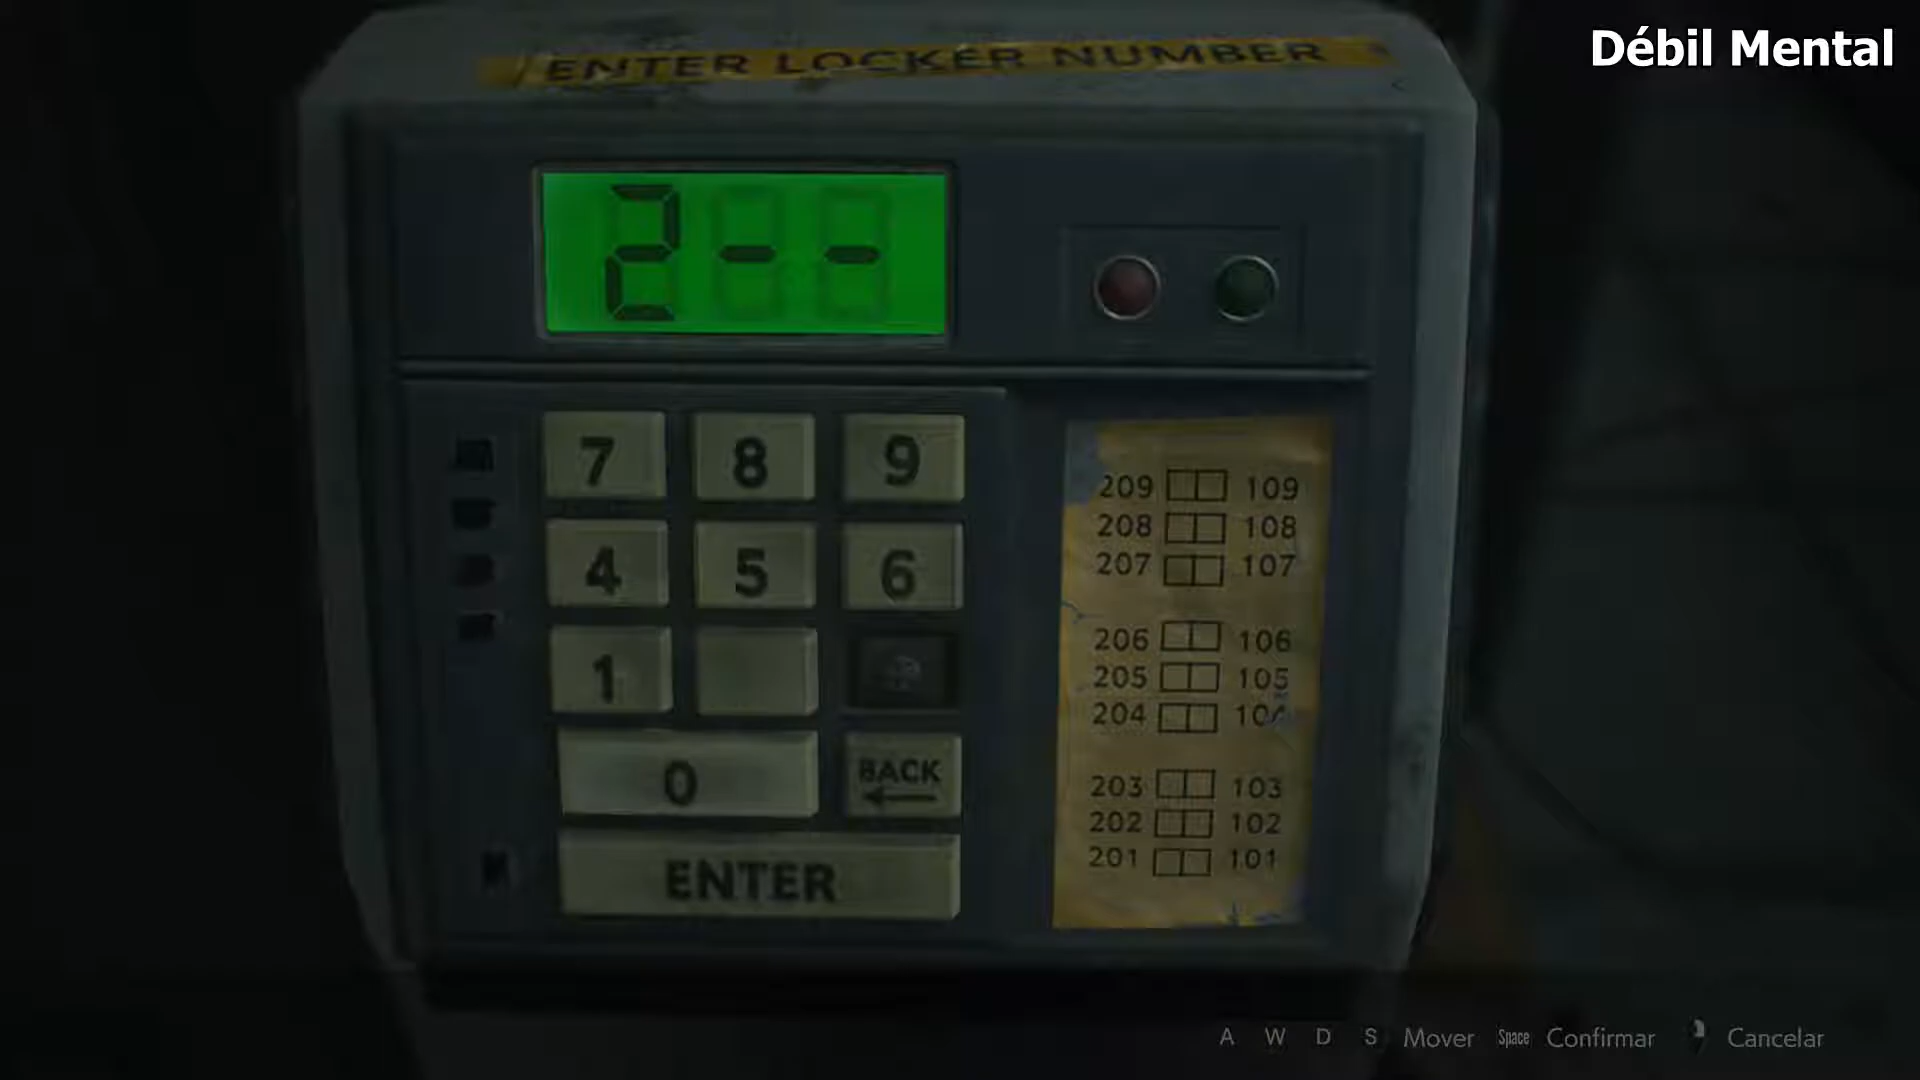 Débil Mental
ENTER LOCKER NUMBER
2--
7 8 9
4 5 6
1
0 BACK
ENTER
209 109
208 108
207 107
206 106
205 105
204
203 103
202 102
201 101
A W D S Mover Space Confirmar Cancelar